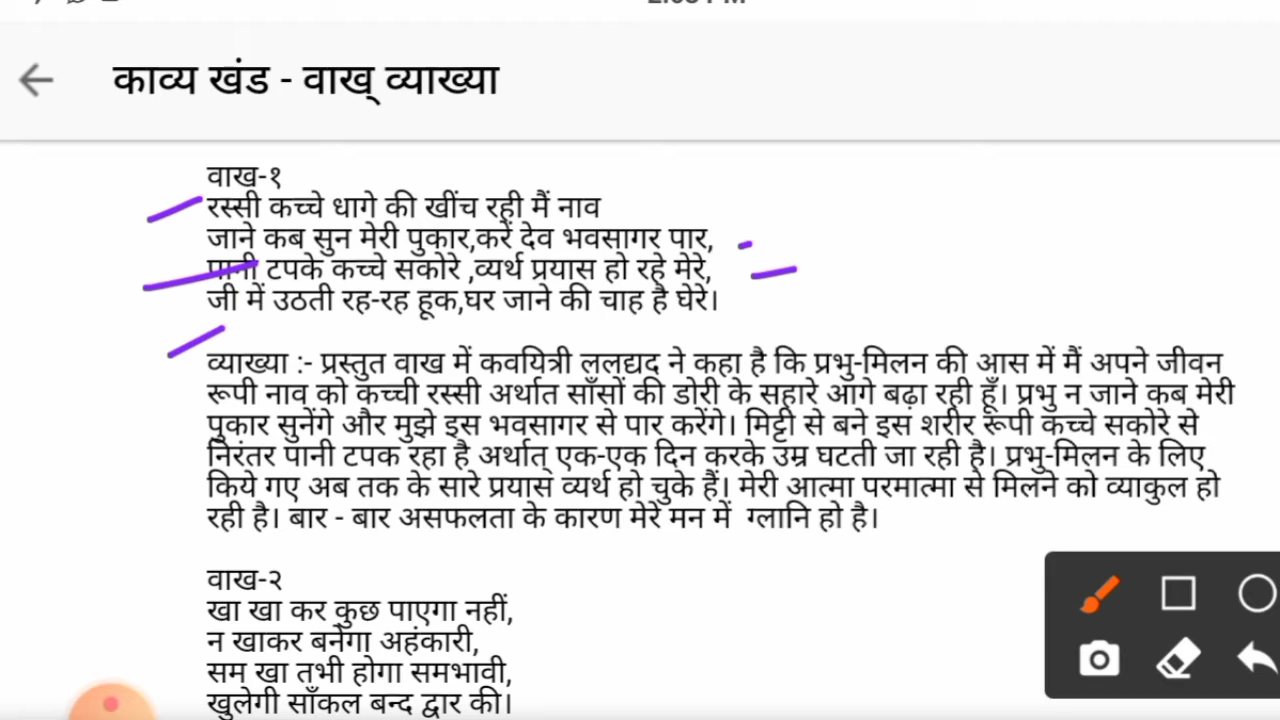 काव्य खंड - वाख् व्याख्या
वाख-१
रस्सी कच्चे धागे की खींच रही मैं नाव
जाने कब सुन मेरी पुकार,करें देव भवसागर पार,
पानी टपके कच्चे सकोरे ,व्यर्थ प्रयास हो रहे मेरे,
जी में उठती रह-रह हूक,घर जाने की चाह है घेरे।
व्याख्या :- प्रस्तुत वाख में कवयित्री ललद्यद ने कहा है कि प्रभु-मिलन की आस में मैं अपने जीवन
रूपी नाव को कच्ची रस्सी अर्थात साँसों की डोरी के सहारे आगे बढ़ा रही हूँ। प्रभु न जाने कब मेरी
पुकार सुनेंगे और मुझे इस भवसागर से पार करेंगे। मिट्टी से बने इस शरीर रूपी कच्चे सकोरे से
निरंतर पानी टपक रहा है अर्थात् एक-एक दिन करके उम्र घटती जा रही है। प्रभु-मिलन के लिए
किये गए अब तक के सारे प्रयास व्यर्थ हो चुके हैं। मेरी आत्मा परमात्मा से मिलने को व्याकुल हो
रही है। बार - बार असफलता के कारण मेरे मन में ग्लानि हो है।
वाख-२
खा खा कर कुछ पाएगा नहीं,
न खाकर बनेगा अहंकारी,
सम खा तभी होगा समभावी,
खुलेगी साँकल बन्द द्वार की।